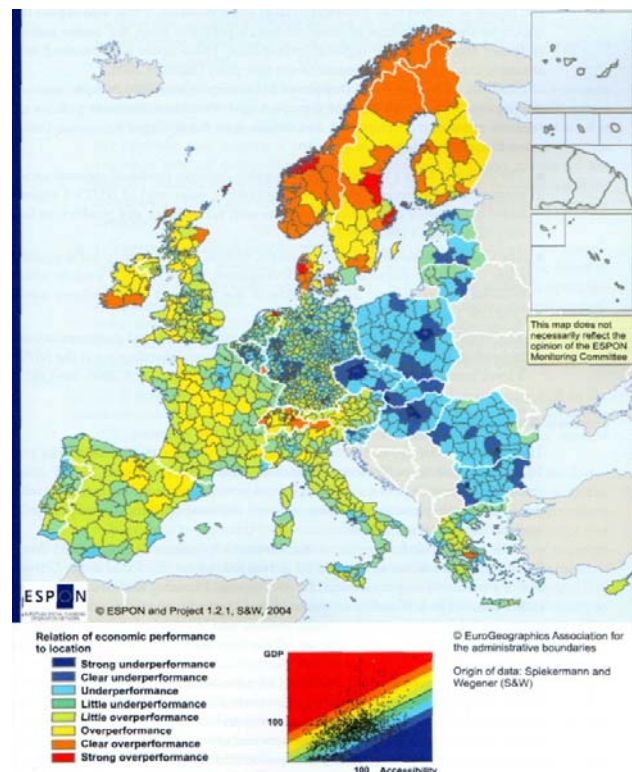 This map does not
necessarily reflect the
opinion of the ESPON
Monitoring Committee
ESPON
© ESPON and Project 1.2.1, S&W, 2004
Relation of economic performance
to location
Strong underperformance
Clear underperformance
Underperformance
Little underperformance
Little overperformance
Overperformance
Clear overperformance
Strong overperformance
GDP
100
100 Accessibility
© EuroGeographics Association for
the administrative boundaries
Origin of data: Spiekermann and
Wegener (S&W)